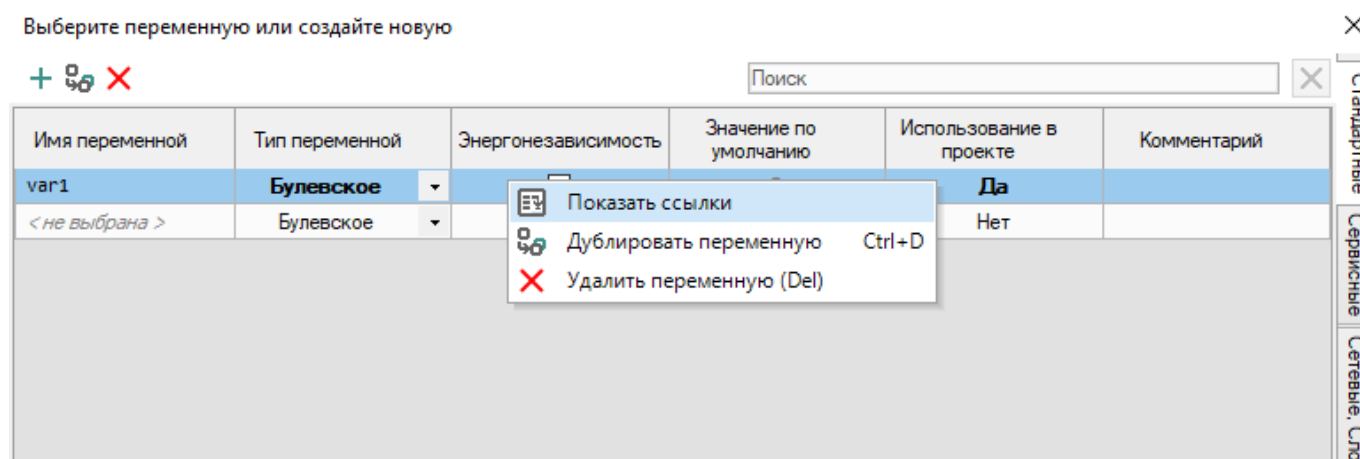 Выберите переменную или создайте новую
Поиск
Имя переменной
Тип переменной
Энергонезависимость
Значение по
умолчанию
Использование в
проекте
Комментарий
var1
Булевское
Да
<не выбрана >
Булевское
Нет
Показать ссылки
Дублировать переменную Ctrl+D
Удалить переменную (Del)
Стандартные
Сервисные
Сетевые, Сло